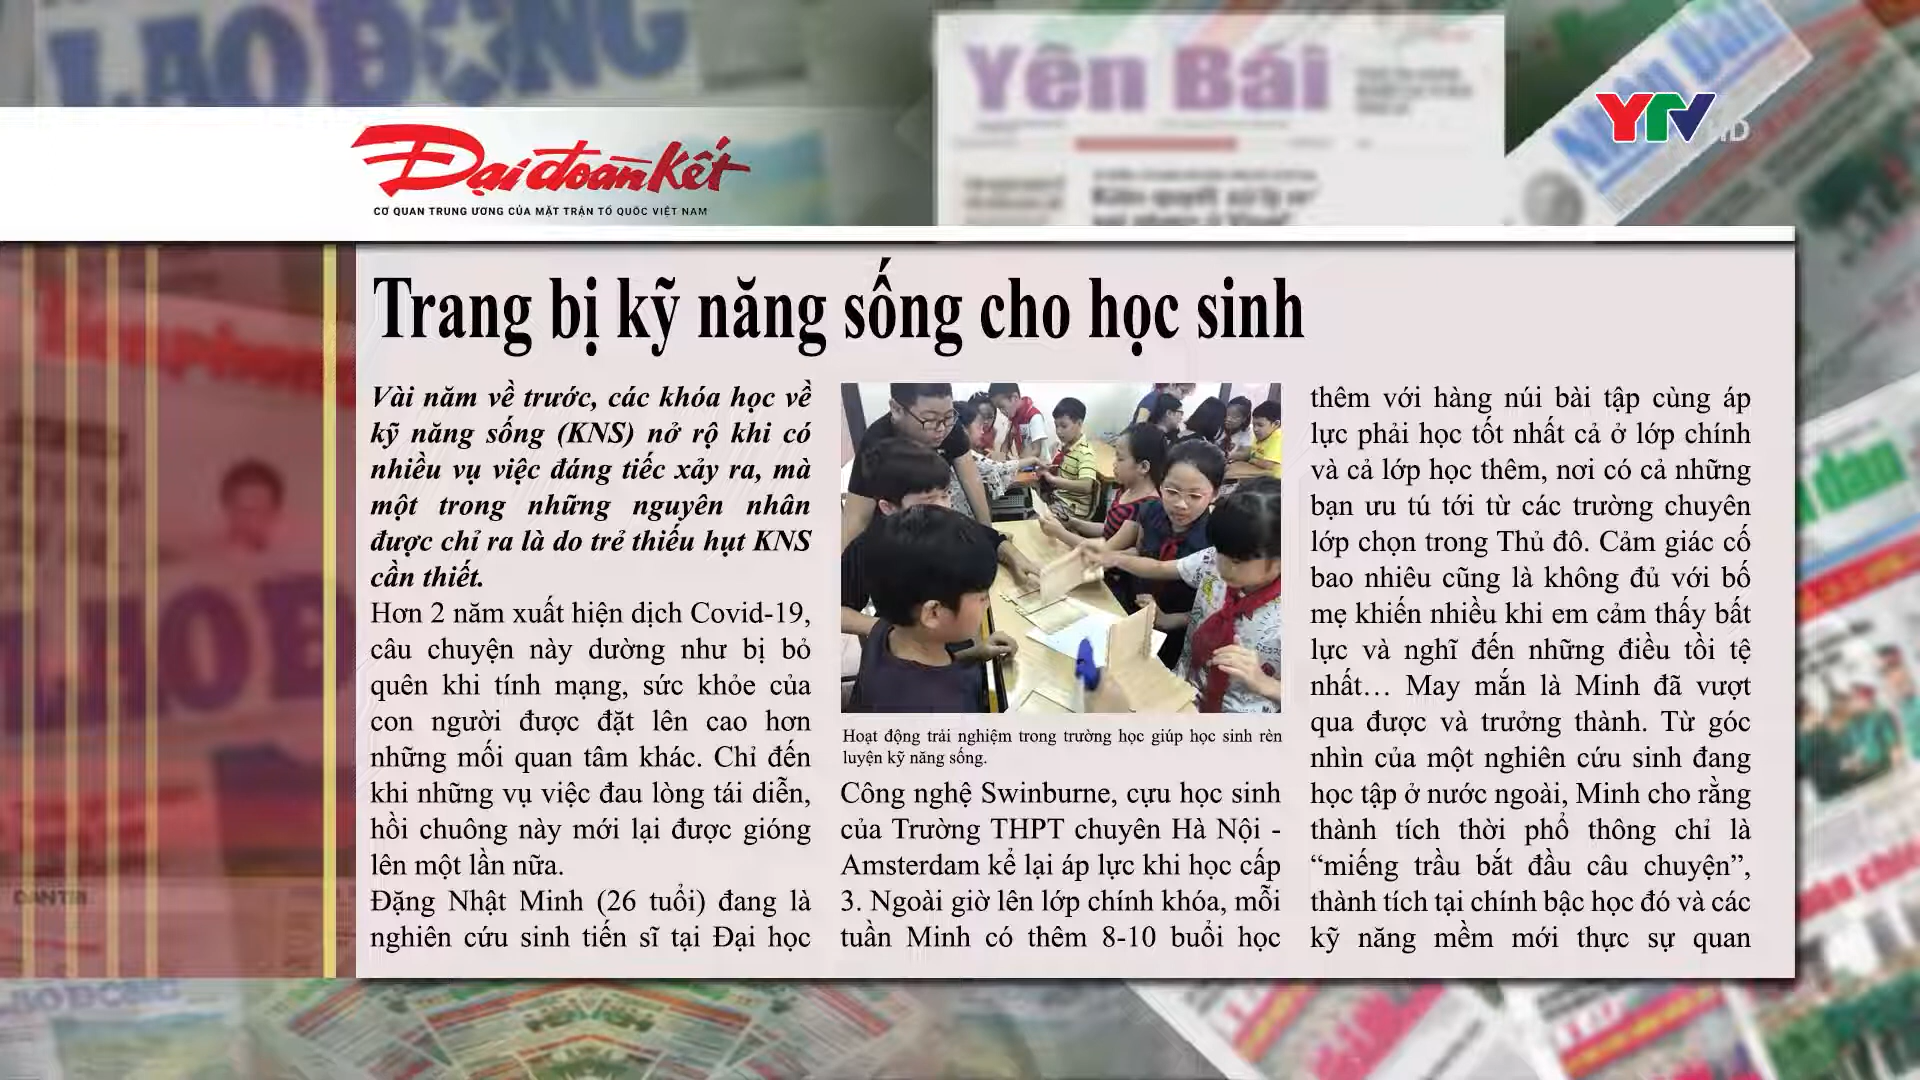 LAO ĐỘNG
Yên Bái
Nhân Dân
YTV HD
Đại đoàn kết
CƠ QUAN TRUNG ƯƠNG CỦA MẶT TRẬN TỔ QUỐC VIỆT NAM
Trang bị kỹ năng sống cho học sinh
Vài năm về trước, các khóa học về
kỹ năng sống (KNS) nở rộ khi có
nhiều vụ việc đáng tiếc xảy ra, mà
một trong những nguyên nhân
được chỉ ra là do trẻ thiếu hụt KNS
cần thiết.
Hơn 2 năm xuất hiện dịch Covid-19,
câu chuyện này dường như bị bỏ
quên khi tính mạng, sức khỏe của
con người được đặt lên cao hơn
những mối quan tâm khác. Chỉ đến
khi những vụ việc đau lòng tái diễn,
hồi chuông này mới lại được gióng
lên một lần nữa.
Đặng Nhật Minh (26 tuổi) đang là
nghiên cứu sinh tiến sĩ tại Đại học
Hoạt động trải nghiệm trong trường học giúp học sinh rèn
luyện kỹ năng sống.
Công nghệ Swinburne, cựu học sinh
của Trường THPT chuyên Hà Nội -
Amsterdam kể lại áp lực khi học cấp
3. Ngoài giờ lên lớp chính khóa, mỗi
tuần Minh có thêm 8-10 buổi học
thêm với hàng núi bài tập cùng áp
lực phải học tốt nhất cả ở lớp chính
và cả lớp học thêm, nơi có cả những
bạn ưu tú tới từ các trường chuyên
lớp chọn trong Thủ đô. Cảm giác cố
bao nhiêu cũng là không đủ với bố
mẹ khiến nhiều khi em cảm thấy bất
lực và nghĩ đến những điều tồi tệ
nhất… May mắn là Minh đã vượt
qua được và trưởng thành. Từ góc
nhìn của một nghiên cứu sinh đang
học tập ở nước ngoài, Minh cho rằng
thành tích thời phổ thông chỉ là
“miếng trầu bắt đầu câu chuyện”,
thành tích tại chính bậc học đó và các
kỹ năng mềm mới thực sự quan